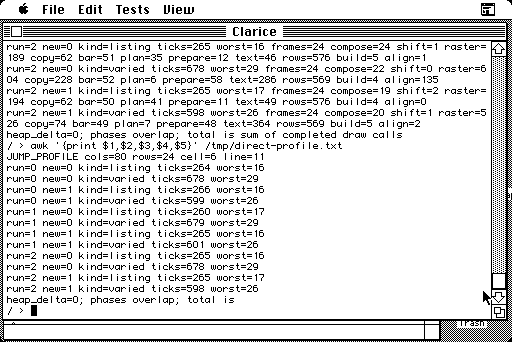 File Edit Tests View
Clarice
run=2 new=0 kind=listing ticks=265 worst=16 frames=24 compose=24 shift=1 raster=
189 copy=62 bar=51 plan=35 prepare=12 text=46 rows=576 build=5 align=1
run=2 new=0 kind=varied ticks=678 worst=29 frames=24 compose=22 shift=0 raster=6
04 copy=228 bar=52 plan=6 prepare=58 text=286 rows=569 build=4 align=135
run=2 new=1 kind=listing ticks=265 worst=17 frames=24 compose=19 shift=2 raster=
194 copy=62 bar=50 plan=41 prepare=11 text=49 rows=576 build=4 align=0
run=2 new=1 kind=varied ticks=598 worst=26 frames=24 compose=20 shift=1 raster=5
26 copy=74 bar=49 plan=7 prepare=48 text=364 rows=569 build=5 align=2
heap_delta=0; phases overlap; total is sum of completed draw calls
/ > awk '{print $1,$2,$3,$4,$5}' /tmp/direct-profile.txt
JUMP_PROFILE cols=80 rows=24 cell=6 line=11
run=0 new=0 kind=listing ticks=264 worst=16
run=0 new=0 kind=varied ticks=678 worst=29
run=0 new=1 kind=listing ticks=266 worst=16
run=0 new=1 kind=varied ticks=599 worst=26
run=1 new=0 kind=listing ticks=260 worst=17
run=1 new=0 kind=varied ticks=679 worst=29
run=1 new=1 kind=listing ticks=265 worst=16
run=1 new=1 kind=varied ticks=601 worst=26
run=2 new=0 kind=listing ticks=265 worst=16
run=2 new=0 kind=varied ticks=678 worst=29
run=2 new=1 kind=listing ticks=265 worst=17
run=2 new=1 kind=varied ticks=598 worst=26
heap_delta=0; phases overlap; total is
/ >
Trash